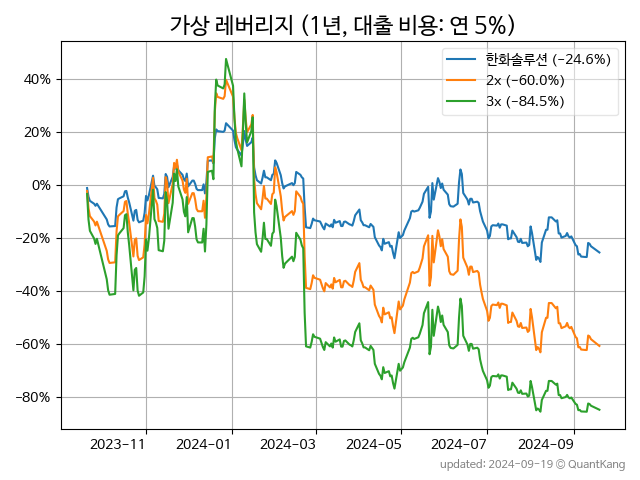 가상 레버리지 (1년, 대출 비용: 연 5%)
한화솔루션 (-24.6%)
2x (-60.0%)
3x (-84.5%)
40%
20%
0%
-20%
-40%
-60%
-80%
2023-11
2024-01
2024-03
2024-05
2024-07
2024-09
updated: 2024-09-19 © QuantKang